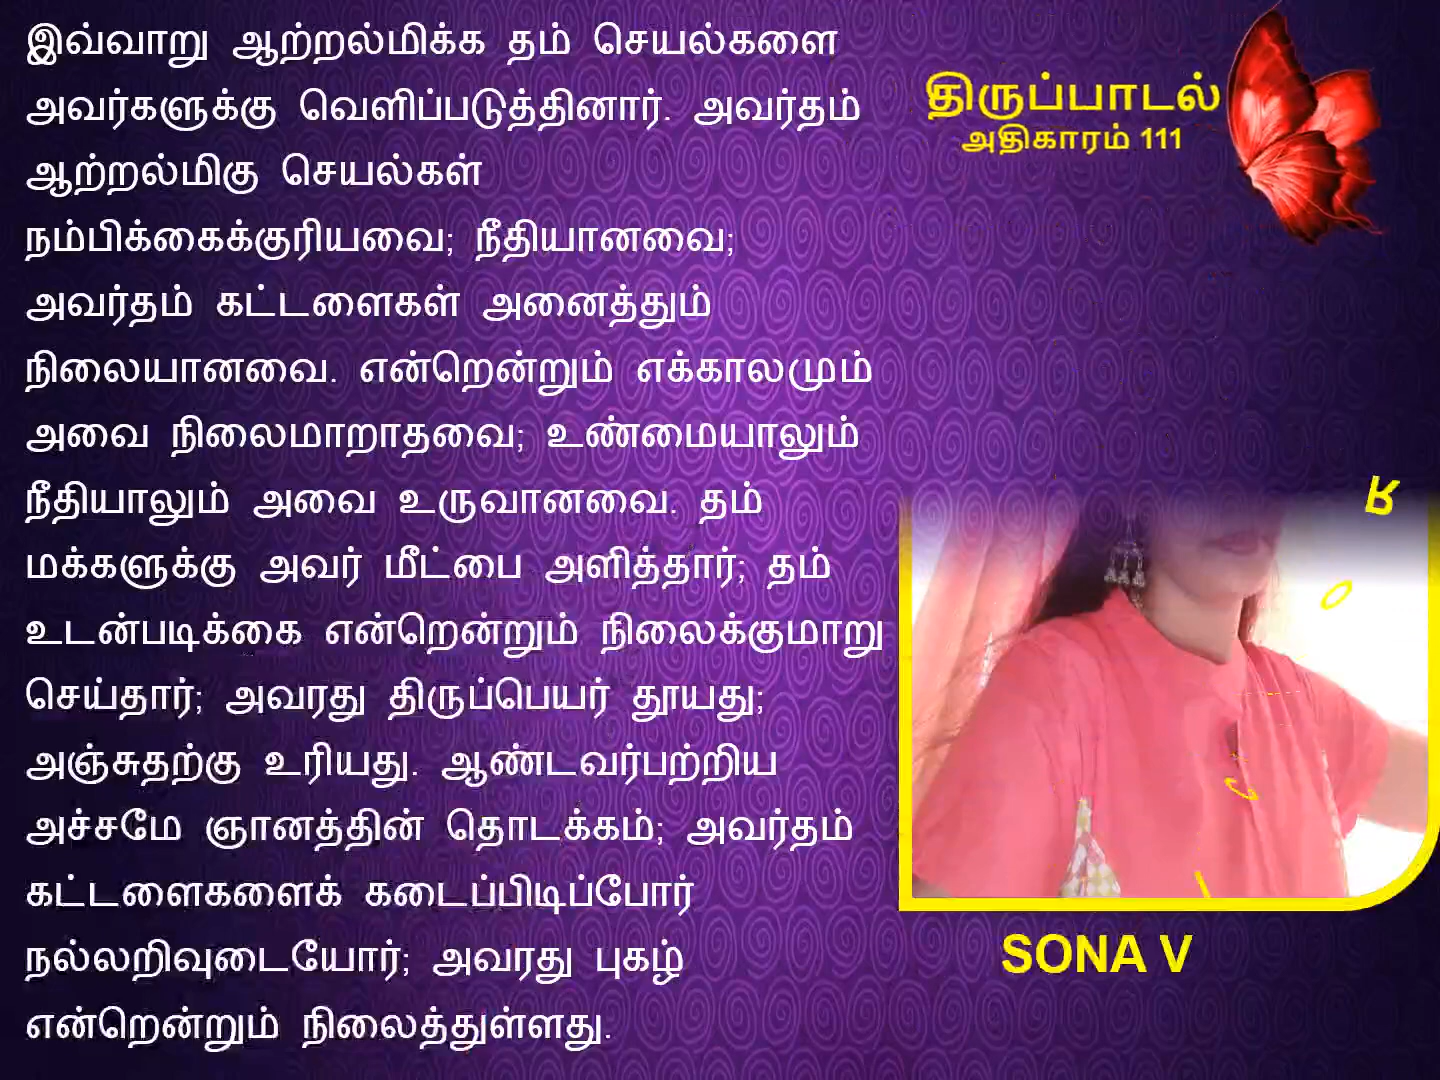 இவ்வாறு ஆற்றல்மிக்க தம் செயல்களை
அவர்களுக்கு வெளிப்படுத்தினார். அவர்தம்
ஆற்றல்மிகு செயல்கள்
நம்பிக்கைக்குரியவை; நீதியானவை;
அவர்தம் கட்டளைகள் அனைத்தும்
நிலையானவை. என்றென்றும் எக்காலமும்
அவை நிலைமாறாதவை; உண்மையாலும்
நீதியாலும் அவை உருவானவை. தம்
மக்களுக்கு அவர் மீட்பை அளித்தார்; தம்
உடன்படிக்கை என்றென்றும் நிலைக்குமாறு
செய்தார்; அவரது திருப்பெயர் தூயது;
அஞ்சுதற்கு உரியது. ஆண்டவர்பற்றிய
அச்சமே ஞானத்தின் தொடக்கம்; அவர்தம்
கட்டளைகளைக் கடைப்பிடிப்போர்
நல்லறிவுடையோர்; அவரது புகழ்
என்றென்றும் நிலைத்துள்ளது.
திருப்பாடல்
அதிகாரம் 111
SONA V